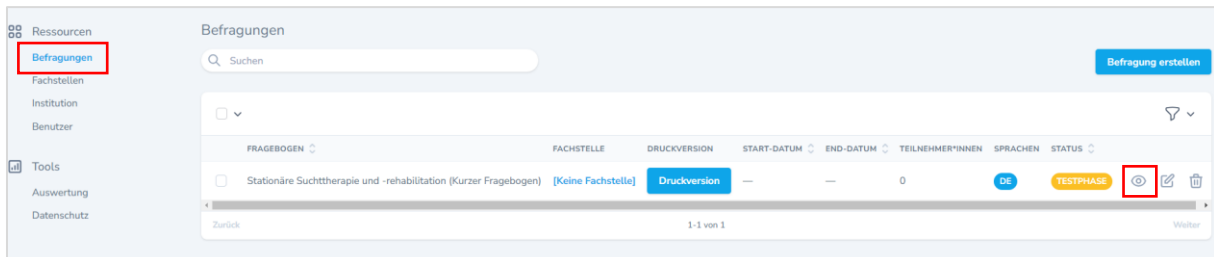 Ressourcen
Befragungen
Fachstellen
Institution
Benutzer
Tools
Auswertung
Datenschutz
Befragungen
Suchen
Befragung erstellen
FRAGEBOGEN FACHSTELLE DRUCKVERSION START-DATUM END-DATUM TEILNEHMER*INNEN SPRACHEN STATUS
Stationäre Suchttherapie und -rehabilitation (Kurzer Fragebogen) [Keine Fachstelle] Druckversion — — 0 DE TESTPHASE
Zurück 1-1 von 1 Weiter